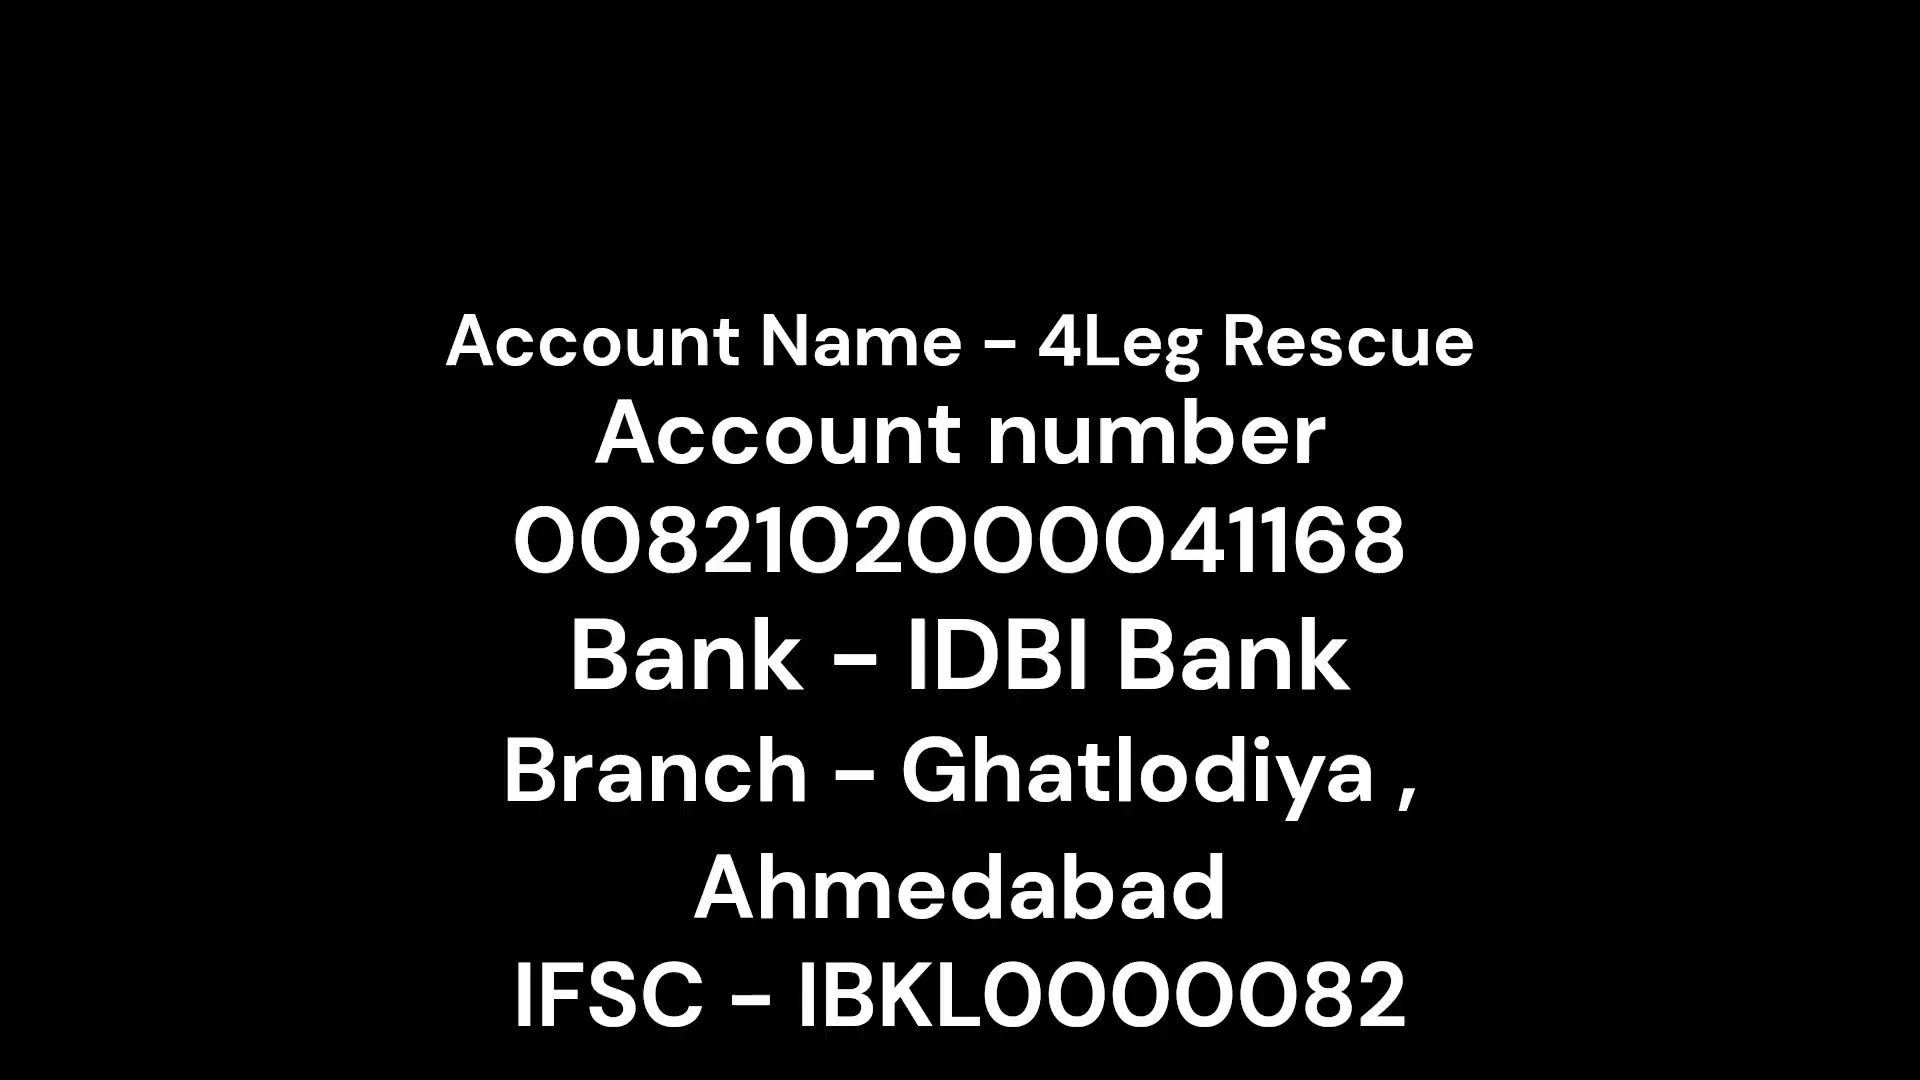 Account Name - 4Leg Rescue
Account number
0082102000041168
Bank - IDBI Bank
Branch - Ghatlodiya ,
Ahmedabad
IFSC - IBKL0000082